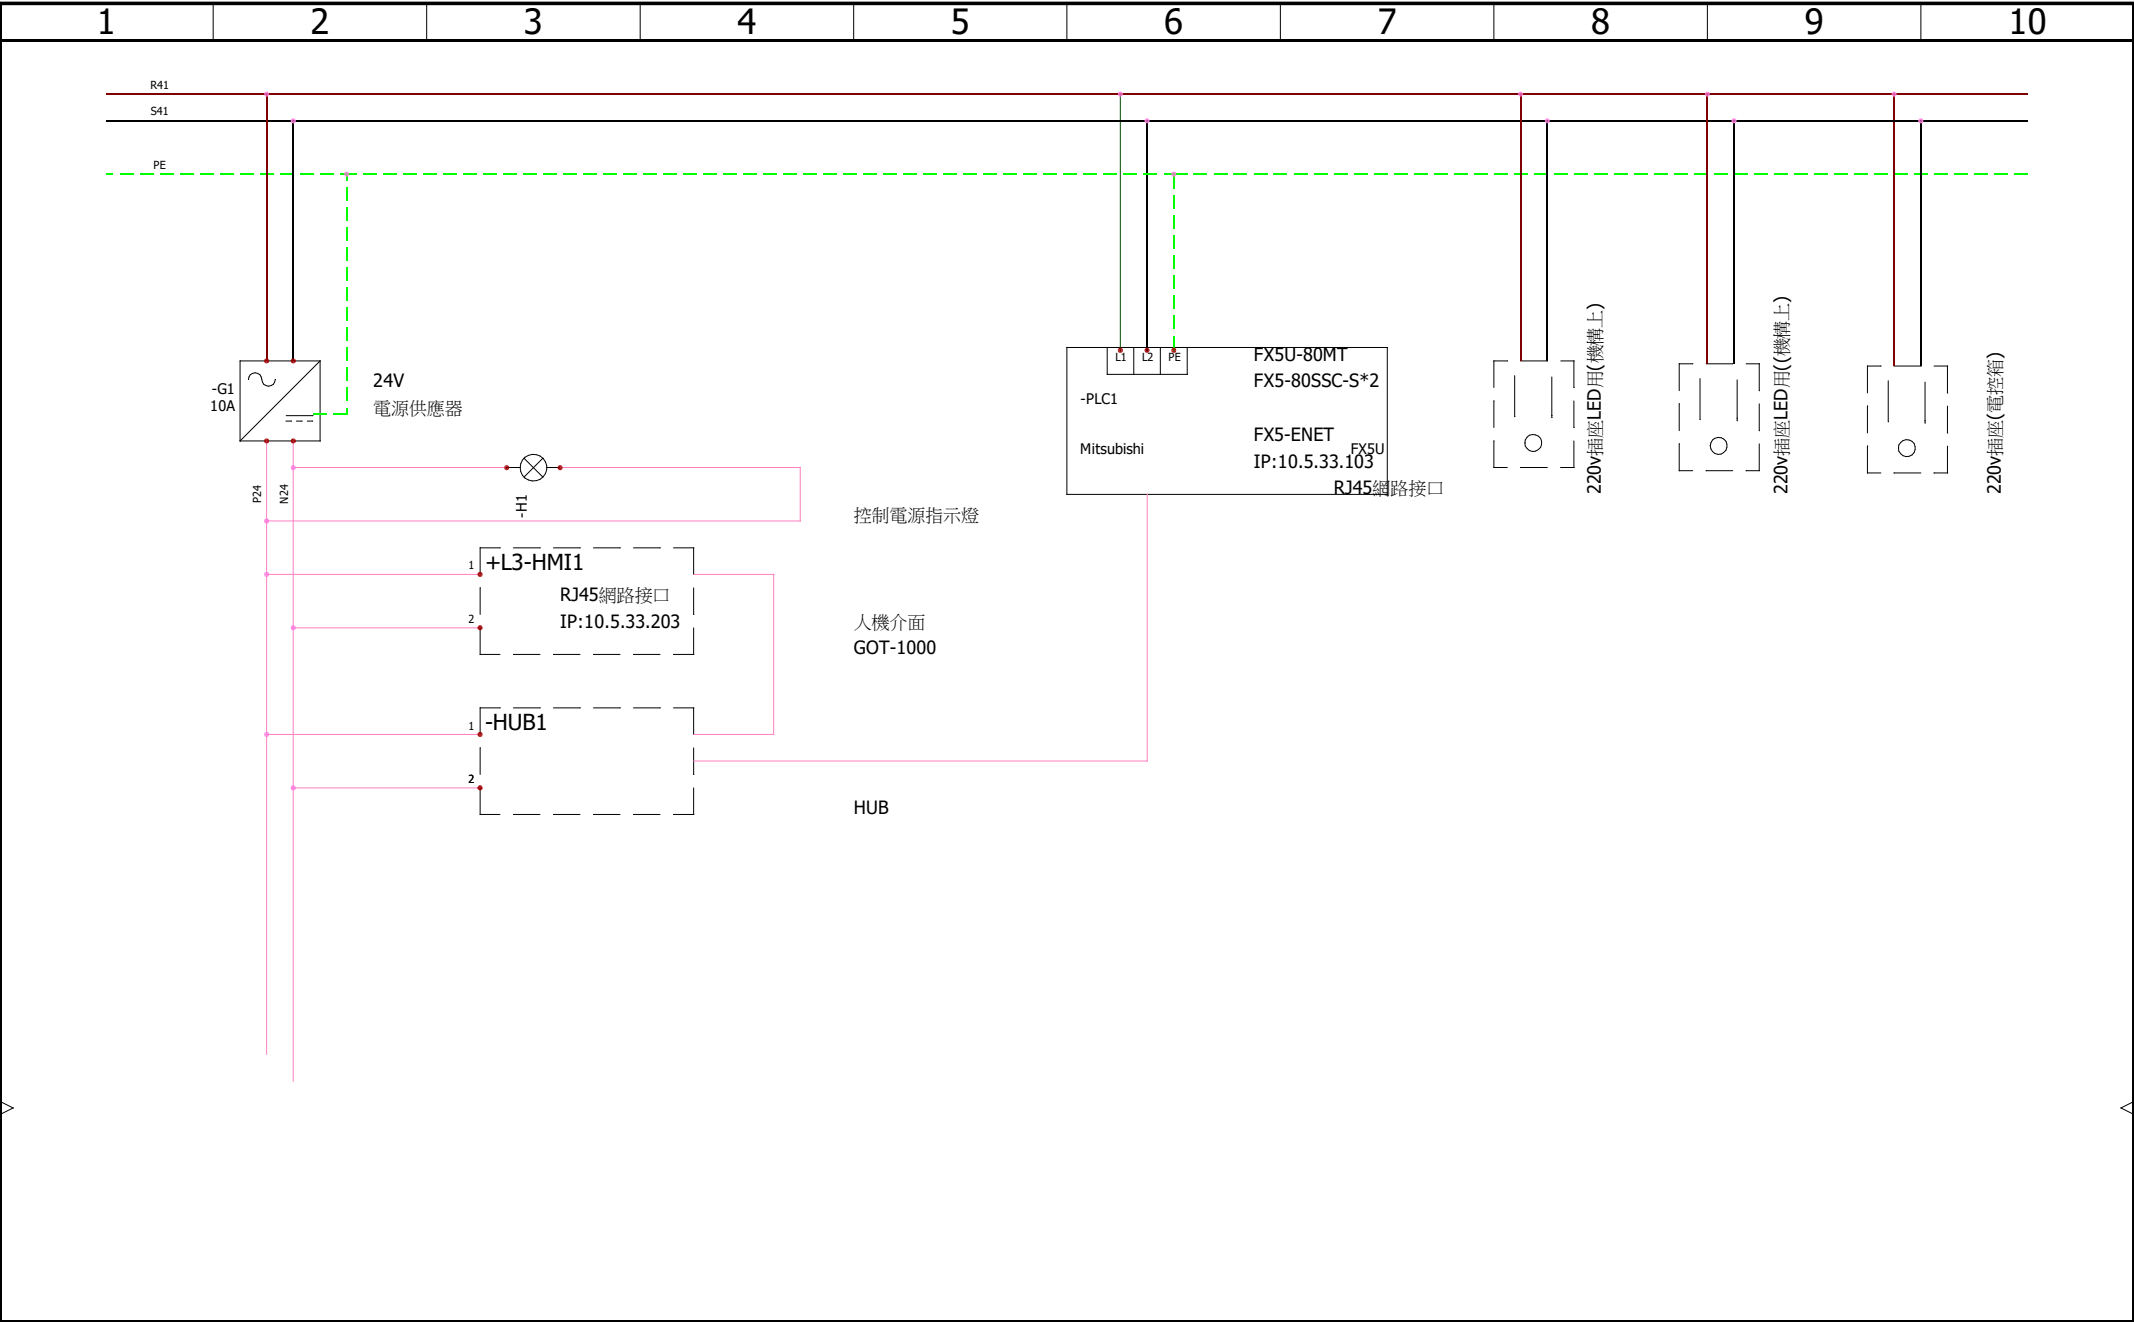 1 2 3 4 5 6 7 8 9 10
R41
S41
PE
-G1
10A
24V
電源供應器
P24
N24
-H1
控制電源指示燈
1
+L3-HMI1
RJ45網路接口
2
IP:10.5.33.203
人機介面
GOT-1000
1
-HUB1
2
HUB
L1 L2 PE
FX5U-80MT
FX5-80SSC-S*2
-PLC1
FX5-ENET
Mitsubishi
FX5U
IP:10.5.33.103
RJ45網路接口
220v插座LED用(機構上)
220v插座LED用((機構上)
220v插座(電控箱)